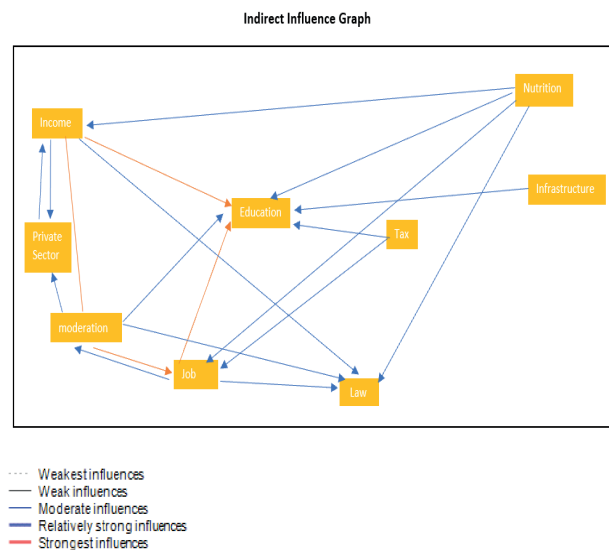 Indirect Influence Graph
Nutrition
Income
Infrastructure
Education
Private
Sector
Tax
moderation
Job
Law
Weakest influences
Weak influences
Moderate influences
Relatively strong influences
Strongest influences